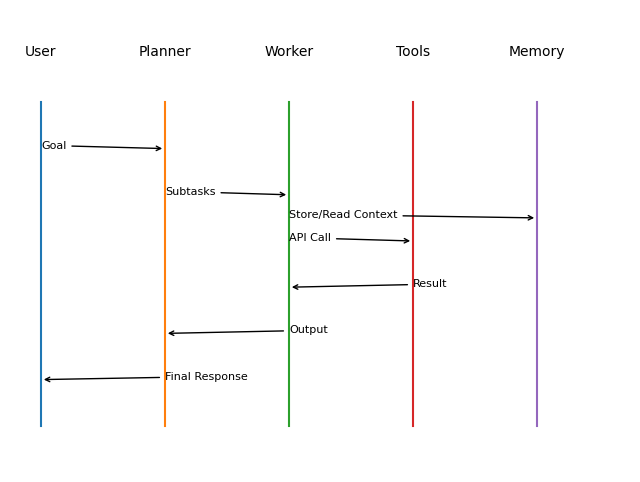 User
Planner
Worker
Tools
Memory
Goal
Subtasks
Store/Read Context
API Call
Result
Output
Final Response